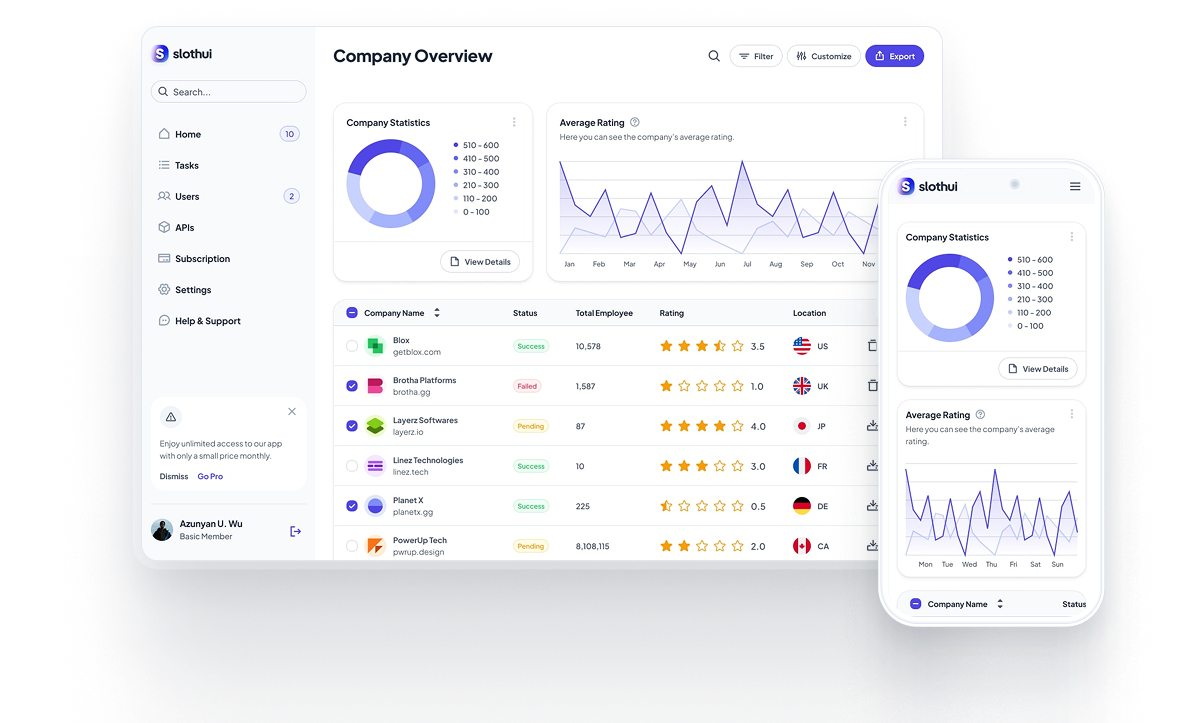 S slothui
Search...
Home 10
Tasks
Users 2
APIs
Subscription
Settings
Help & Support
Enjoy unlimited access to our app
with only a small price monthly.
Dismiss Go Pro
Azunyan U. Wu
Basic Member
Company Overview
Filter Customize Export
Company Statistics
510 - 600
410 - 500
310 - 400
210 - 300
110 - 200
0 - 100
View Details
Average Rating
Here you can see the company's average rating.
Jan Feb Mar Apr May Jun Jul Aug Sep Oct Nov
Company Name Status Total Employee Rating Location
Blox
getblox.com
Success 10,578 3.5 US
Brotha Platforms
brotha.gg
Failed 1,587 1.0 UK
Layerz Softwares
layerz.io
Pending 87 4.0 JP
Linez Technologies
linez.tech
Success 10 3.0 FR
Planet X
planetx.gg
Success 225 0.5 DE
PowerUp Tech
pwrup.design
Pending 8,108,115 2.0 CA
S slothui
Company Statistics
510 - 600
410 - 500
310 - 400
210 - 300
110 - 200
0 - 100
View Details
Average Rating
Here you can see the company's average
rating.
Mon Tue Wed Thu Fri Sat Sun
Company Name Status